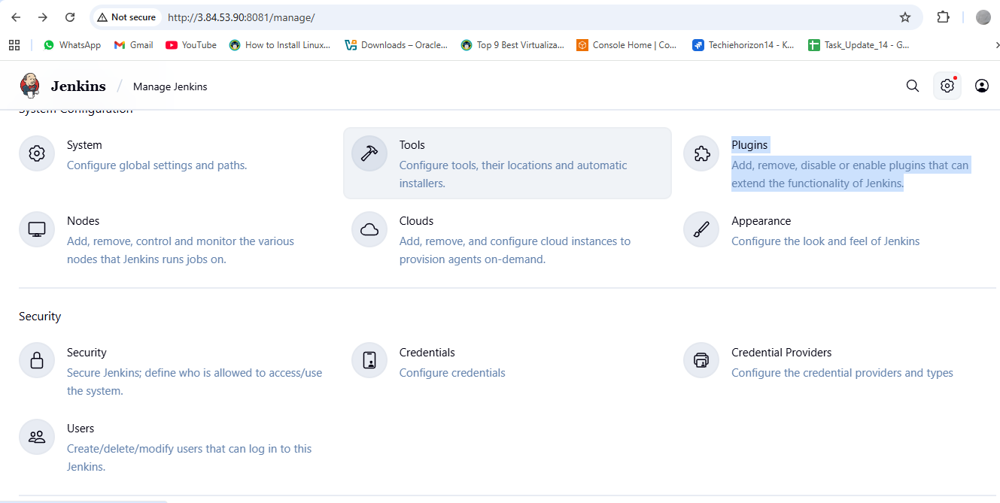 Not secure http://3.84.53.90:8081/manage/
WhatsApp Gmail YouTube How to Install Linux... Downloads – Oracle... Top 9 Best Virtualiza... Console Home | Co... Techiehorizon14 - K... Task_Update_14 - G...
Jenkins / Manage Jenkins
System Configuration
System
Configure global settings and paths.
Tools
Configure tools, their locations and automatic
installers.
Plugins
Add, remove, disable or enable plugins that can
extend the functionality of Jenkins.
Nodes
Add, remove, control and monitor the various
nodes that Jenkins runs jobs on.
Clouds
Add, remove, and configure cloud instances to
provision agents on-demand.
Appearance
Configure the look and feel of Jenkins
Security
Security
Secure Jenkins; define who is allowed to access/use
the system.
Credentials
Configure credentials
Credential Providers
Configure the credential providers and types
Users
Create/delete/modify users that can log in to this
Jenkins.